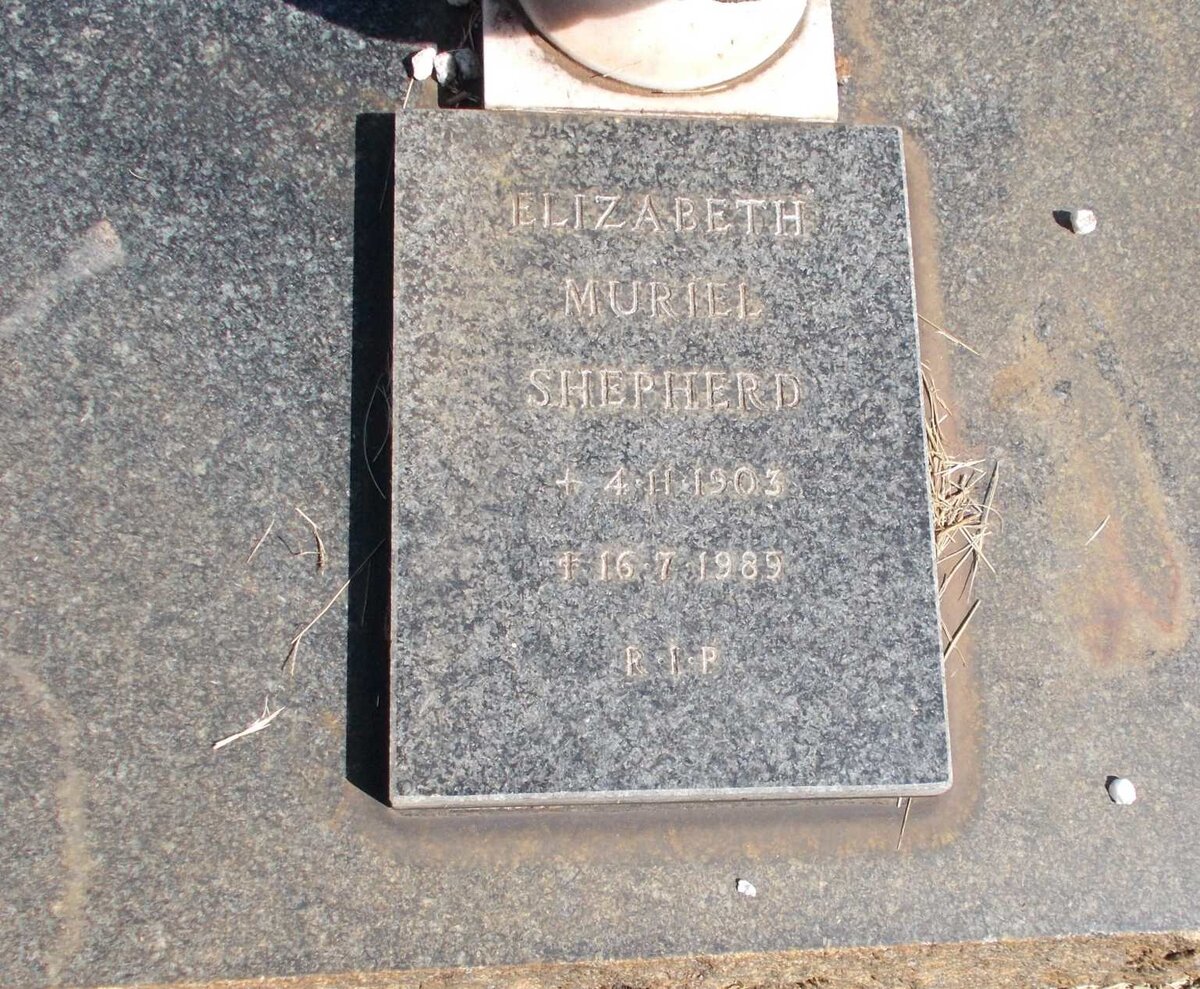 ELIZABETH
MURIEL
SHEPHERD
+ 4·11·1903
‡ 16·7·1989
R·I·P